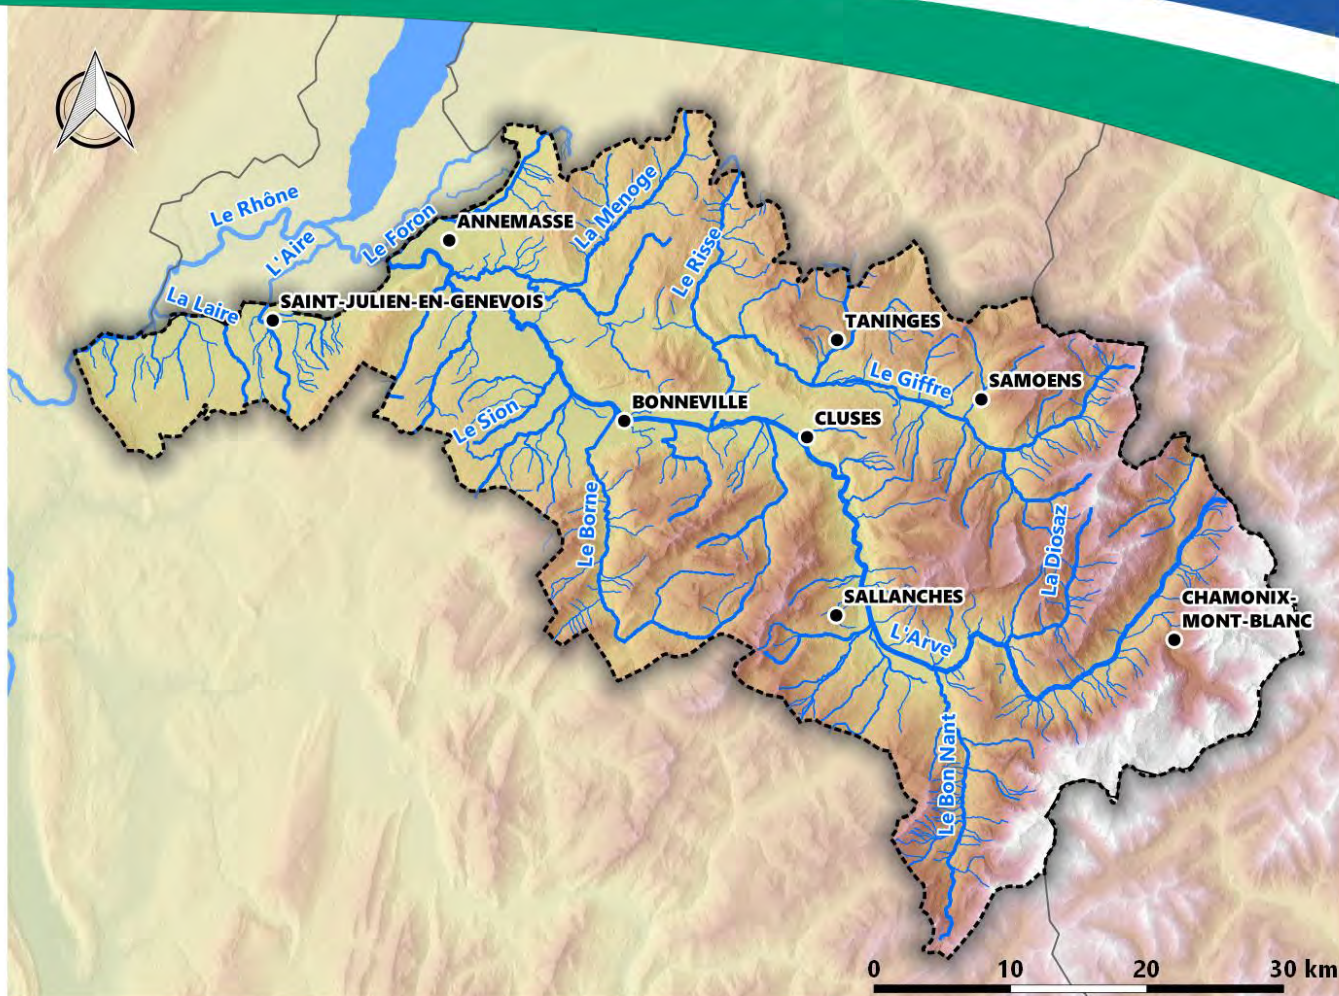 Le Rhône
L'Aire
Le Foron
ANNEMASSE
La Menoge
Le Risse
La Laire
SAINT-JULIEN-EN-GENEVOIS
TANINGES
Le Giffre
SAMOENS
Le Sion
BONNEVILLE
CLUSES
Le Borne
La Diosaz
SALLANCHES
L'Arve
CHAMONIX-
MONT-BLANC
Le Bon Nant
0 10 20 30 km